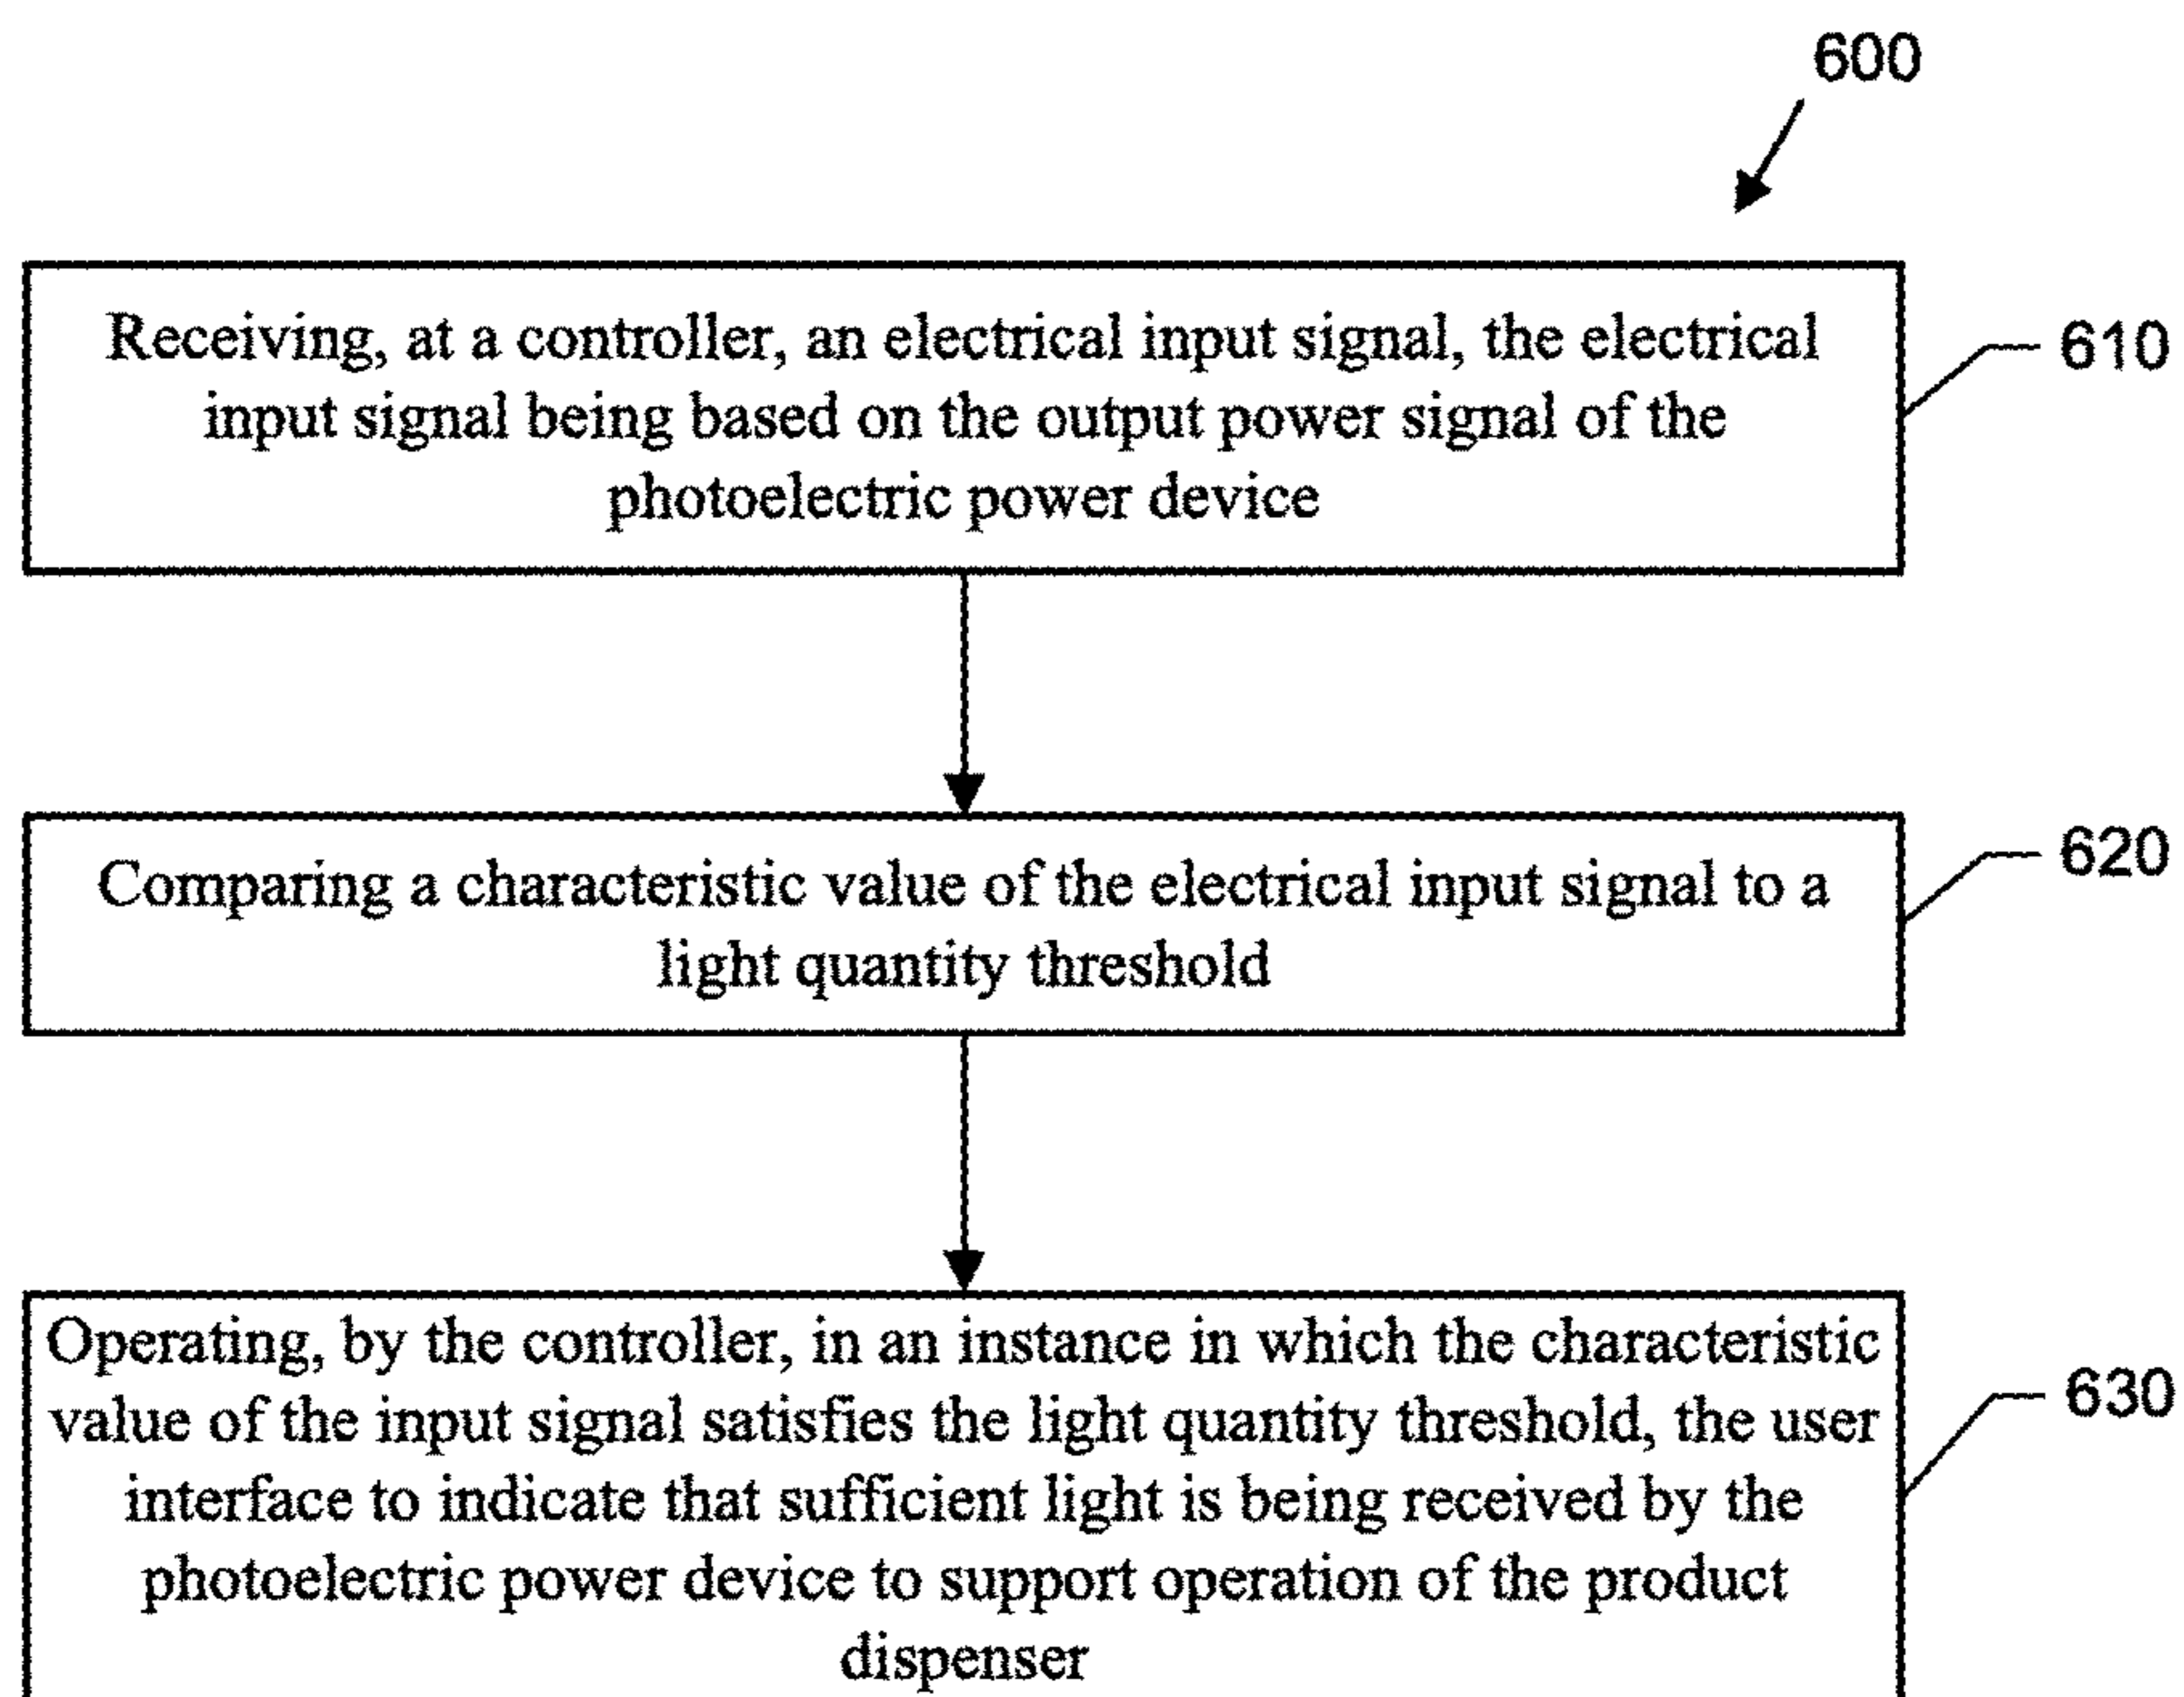 600
Receiving, at a controller, an electrical input signal, the electrical
input signal being based on the output power signal of the
photoelectric power device
610
Comparing a characteristic value of the electrical input signal to a
light quantity threshold
620
Operating, by the controller, in an instance in which the characteristic
value of the input signal satisfies the light quantity threshold, the user
interface to indicate that sufficient light is being received by the
photoelectric power device to support operation of the product
dispenser
630